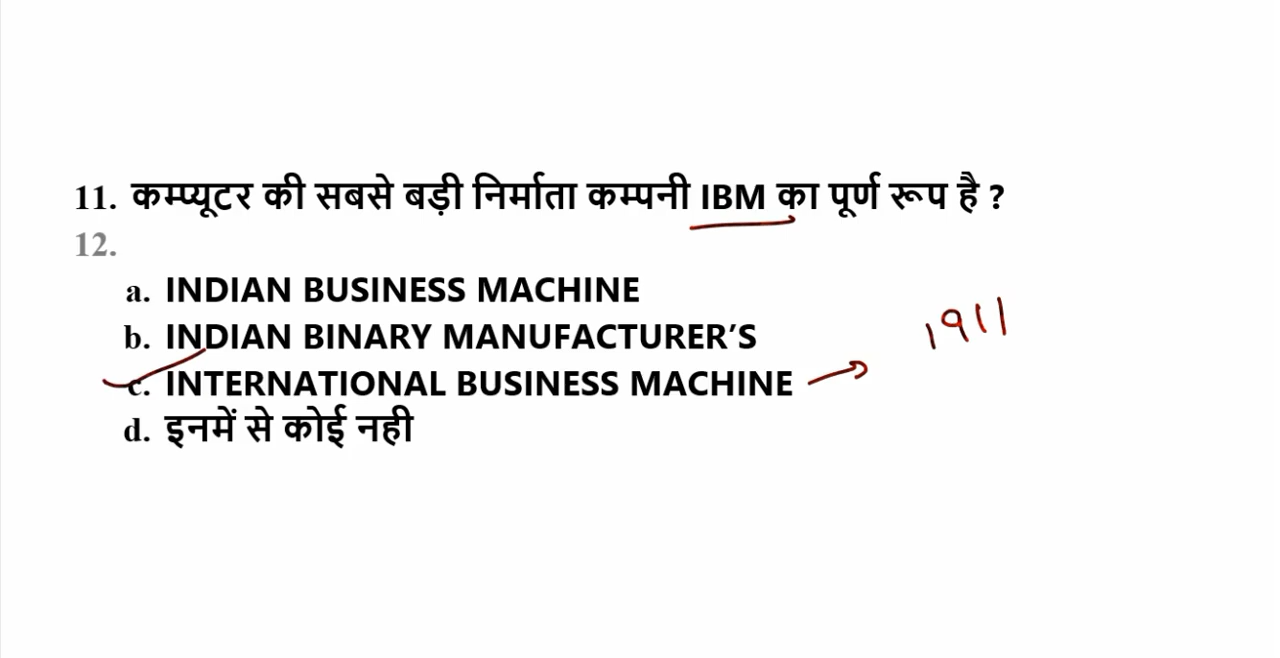 11. कम्प्यूटर की सबसे बड़ी निर्माता कम्पनी IBM का पूर्ण रूप है ?
12.
a. INDIAN BUSINESS MACHINE
b. INDIAN BINARY MANUFACTURER’S
1911
c. INTERNATIONAL BUSINESS MACHINE
d. इनमें से कोई नही